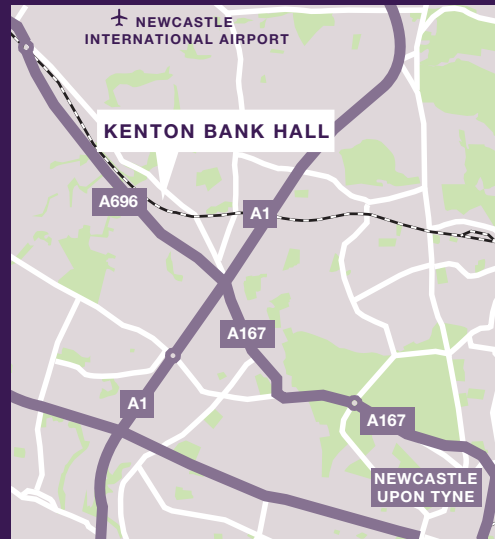 NEWCASTLE
INTERNATIONAL AIRPORT
KENTON BANK HALL
A696
A1
A167
A1
A167
NEWCASTLE
UPON TYNE